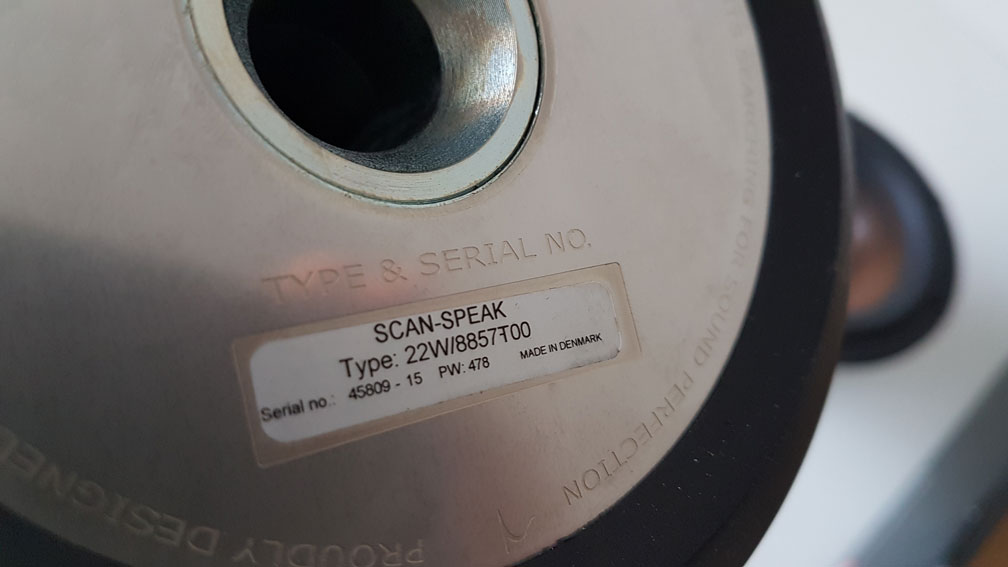 TYPE & SERIAL NO.
SCAN-SPEAK
Type: 22W/8857T00
Serial no.: 45809 - 15 PW: 478 MADE IN DENMARK
SEARCHING FOR SOUND PERFECTION
PROUDLY DESIGNED